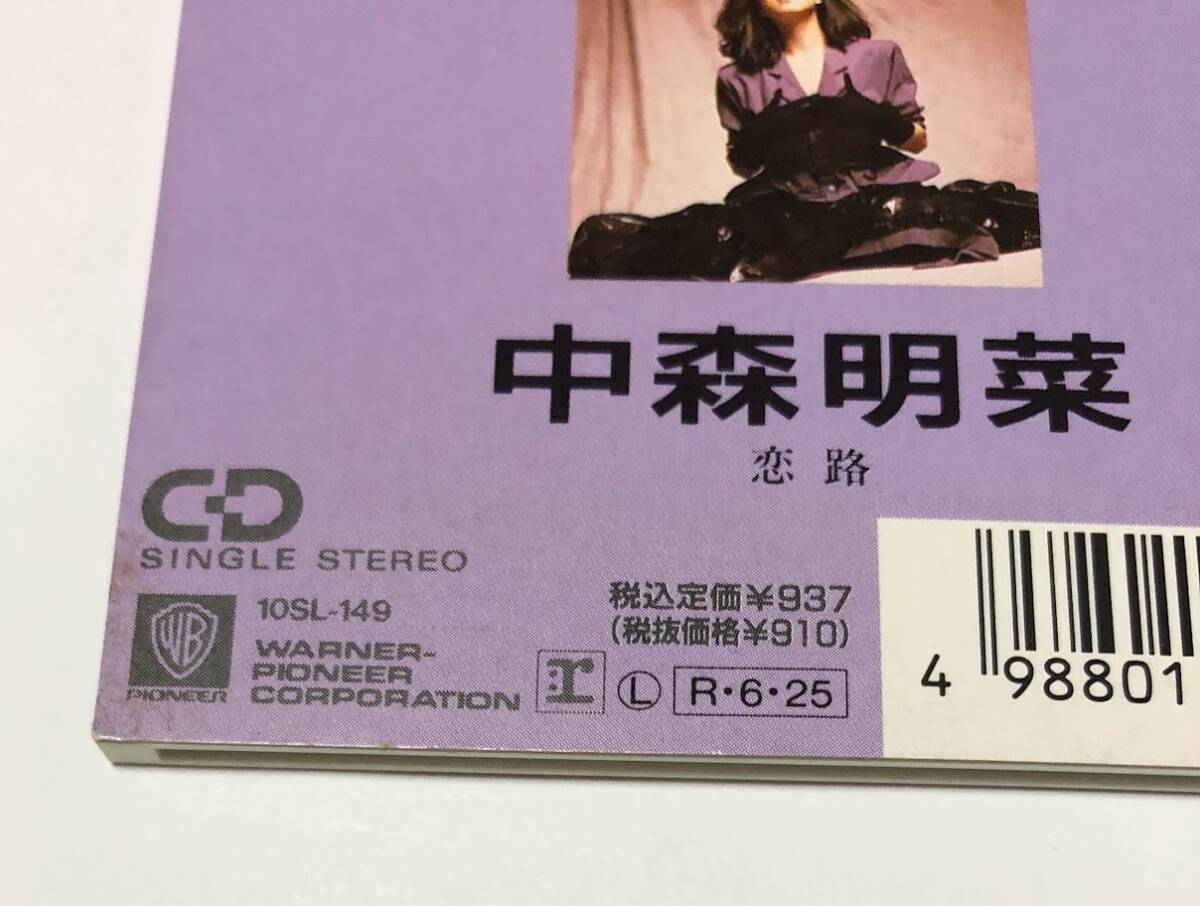 中森明菜
恋路
CD
SINGLE STEREO
10SL-149
WARNER-
PIONEER
CORPORATION
WB
PIONEER
r
税込定価¥937
(税抜価格¥910)
Ⓛ R・6・25
4 98801